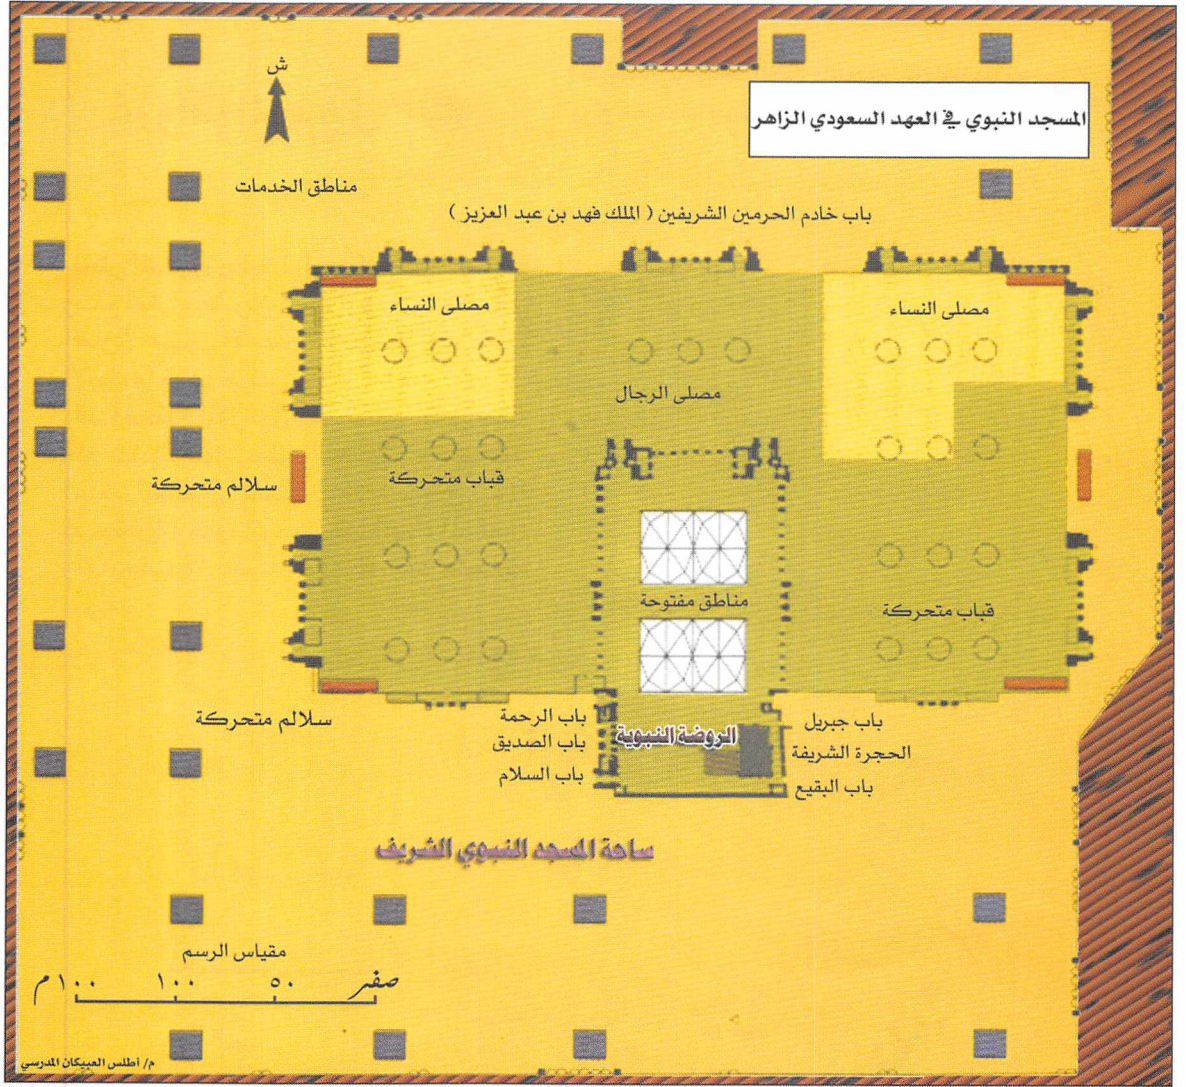 ش
المسجد النبوي في العهد السعودي الزاهر
مناطق الخدمات
باب خادم الحرمين الشريفين ( الملك فهد بن عبد العزيز )
مصلى النساء
مصلى النساء
مصلى الرجال
قباب متحركة
سلالم متحركة
مناطق مفتوحة
قباب متحركة
باب جبريل
باب الرحمة
سلالم متحركة
الروضة النبوية
باب الصديق
الحجرة الشريفة
باب السلام
باب البقيع
ساحة المسجد النبوي الشريف
مقياس الرسم
صفر ٥٠ ١٠٠ ١٠٠م
م/ أطلس العبيكان المدرسي